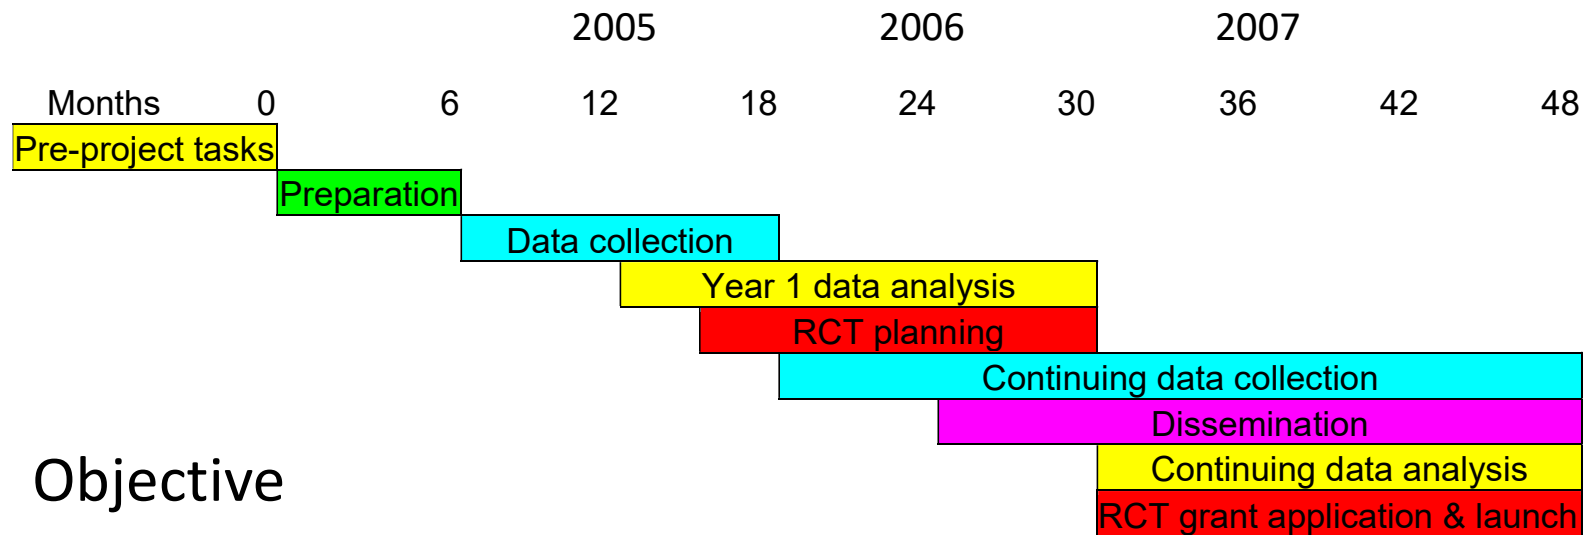 2005 2006 2007
Months 0 6 12 18 24 30 36 42 48
Pre-project tasks
Preparation
Data collection
Year 1 data analysis
RCT planning
Continuing data collection
Dissemination
Continuing data analysis
Objective
RCT grant application & launch